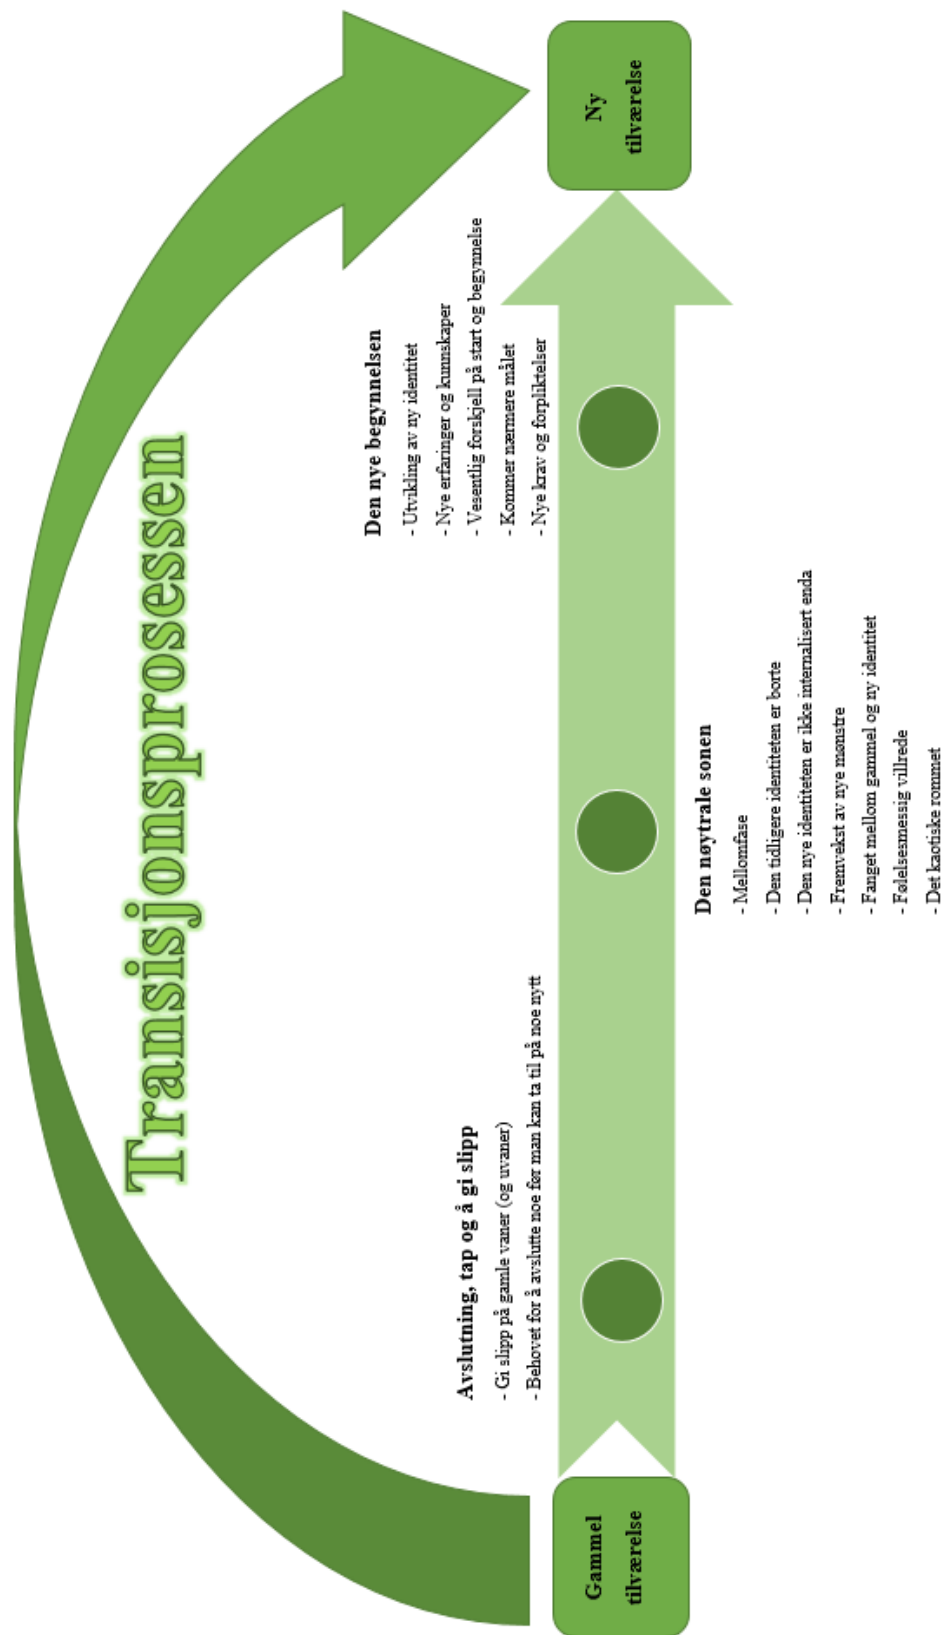 Transisjonsprosessen
Gammel
tilværelse
Avslutning, tap og å gi slipp
- Gi slipp på gamle vaner (og uvaner)
- Behovet for å avslutte noe før man kan ta til på noe nytt
Den nøytrale sonen
- Mellomfase
- Den tidligere identiteten er borte
- Den nye identiteten er ikke internalisert enda
- Fremvekst av nye mønstre
- Fanget mellom gammel og ny identitet
- Følelsesmessig villrede
- Det kaotiske rommet
Den nye begynnelsen
- Utvikling av ny identitet
- Nye erfaringer og kunnskaper
- Vesentlig forskjell på start og begynnelse
- Kommer nærmere målet
- Nye krav og forpliktelser
Ny
tilværelse